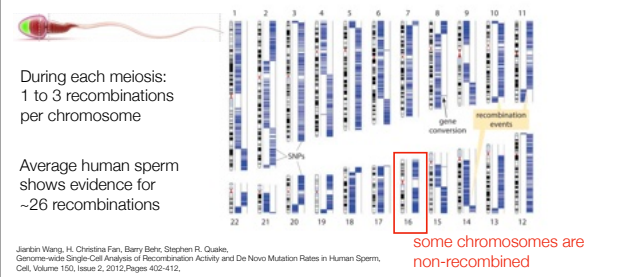 1 2 3 4 5 6 7 8 9 10 11
During each meiosis:
1 to 3 recombinations
per chromosome
gene
conversion
recombination
events
SNPs
Average human sperm
shows evidence for
~26 recombinations
22 21 20 19 18 17 16 15 14 13 12
some chromosomes are
non-recombined
Jianbin Wang, H. Christina Fan, Barry Behr, Stephen R. Quake,
Genome-wide Single-Cell Analysis of Recombination Activity and De Novo Mutation Rates in Human Sperm,
Cell, Volume 150, Issue 2, 2012,Pages 402-412,